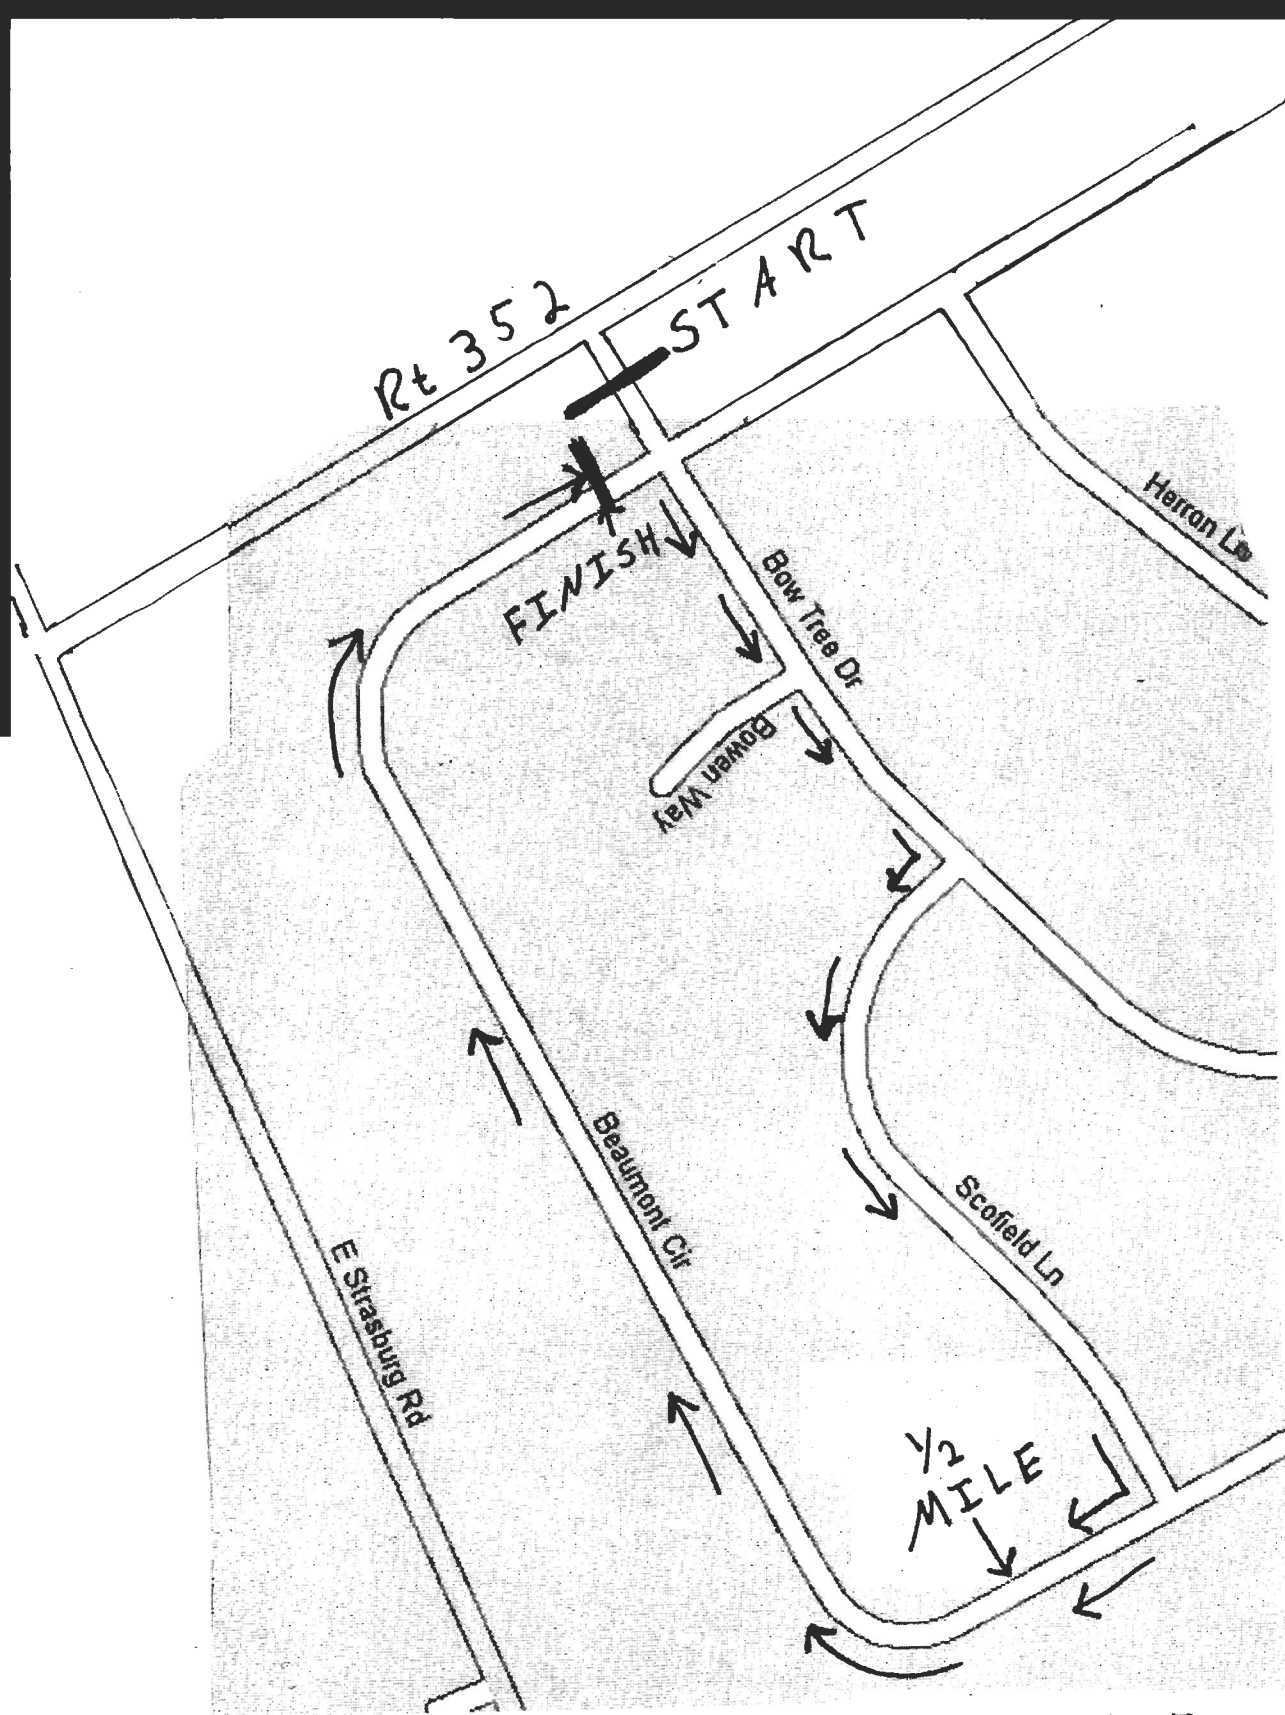 START
Rt 352
Herron Ln
FINISH
Bow Tree Dr
Bowen Way
Beaumont Cir
Scofield Ln
E Strasburg Rd
1/2
MILE